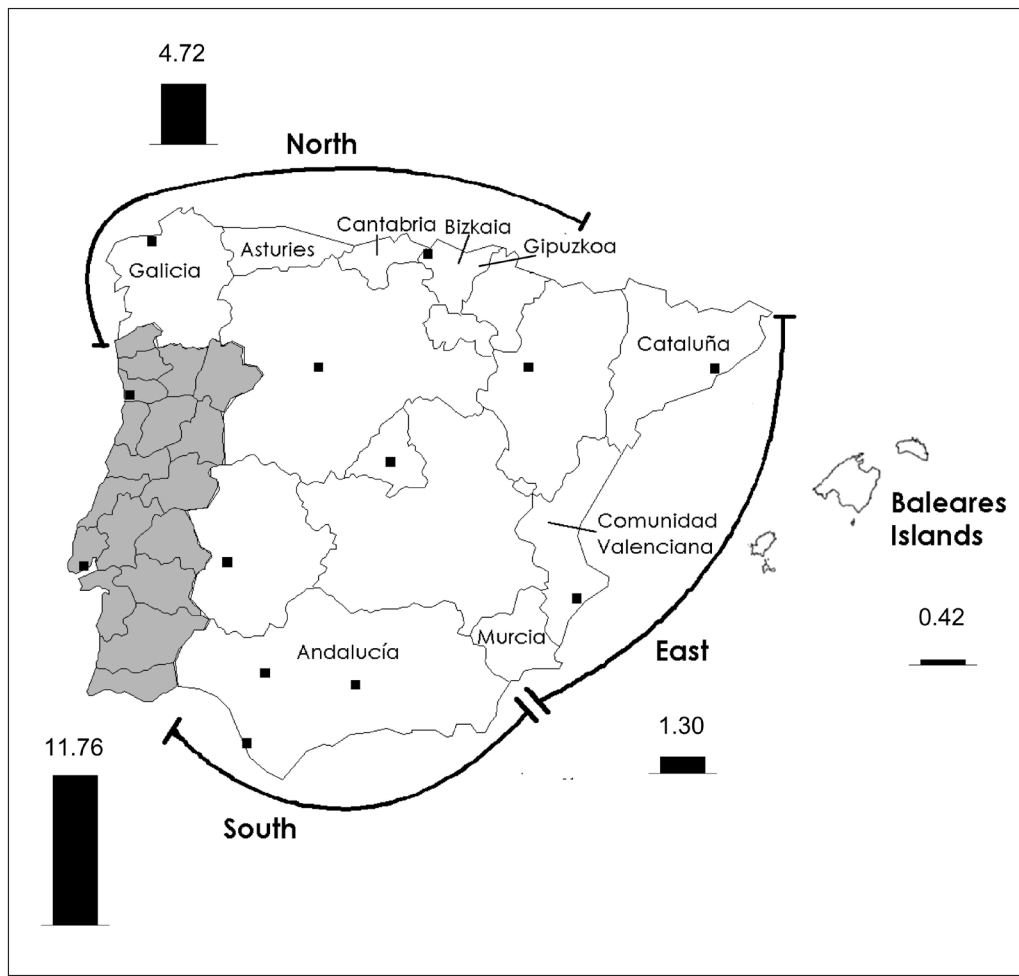 4.72
North
Cantabria
Bizkaia
Asturies
Gipuzkoa
Galicia
Cataluña
Baleares
Islands
Comunidad
Valenciana
0.42
Murcia
Andalucía
East
1.30
11.76
South